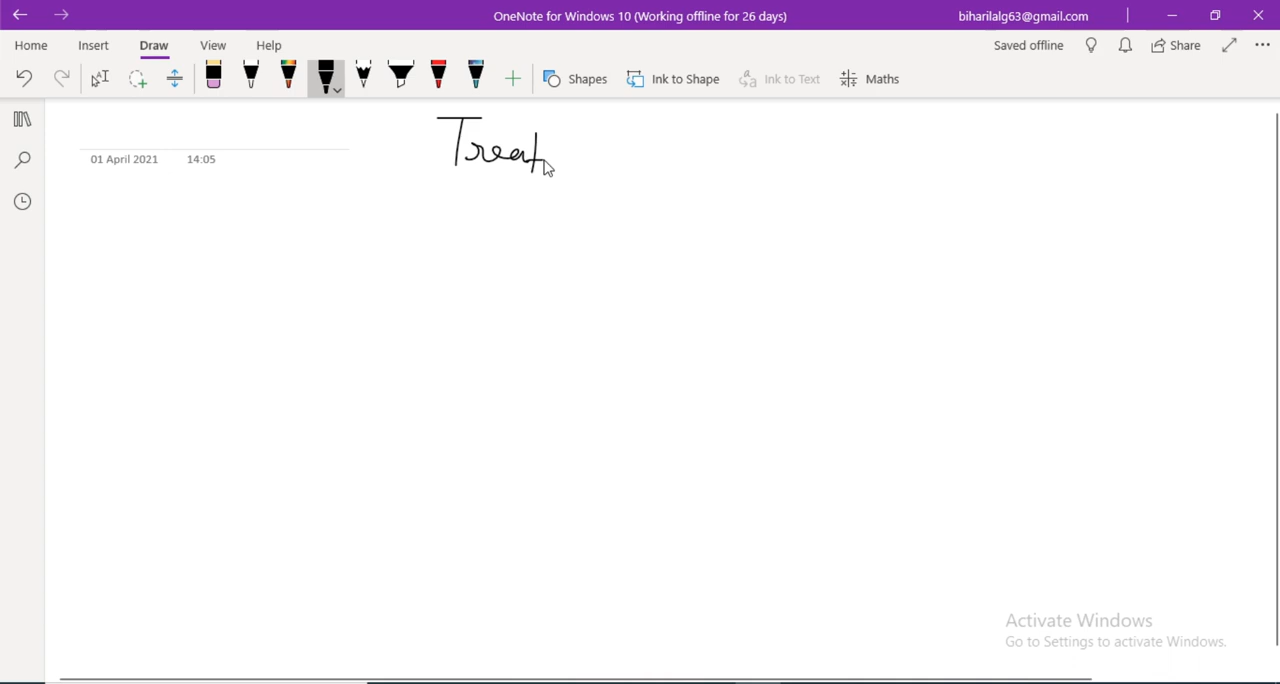 OneNote for Windows 10 (Working offline for 26 days)
biharilalg63@gmail.com
Home Insert Draw View Help
Saved offline Share
Shapes Ink to Shape Ink to Text Maths
Treat
01 April 2021 14:05
Activate Windows
Go to Settings to activate Windows.